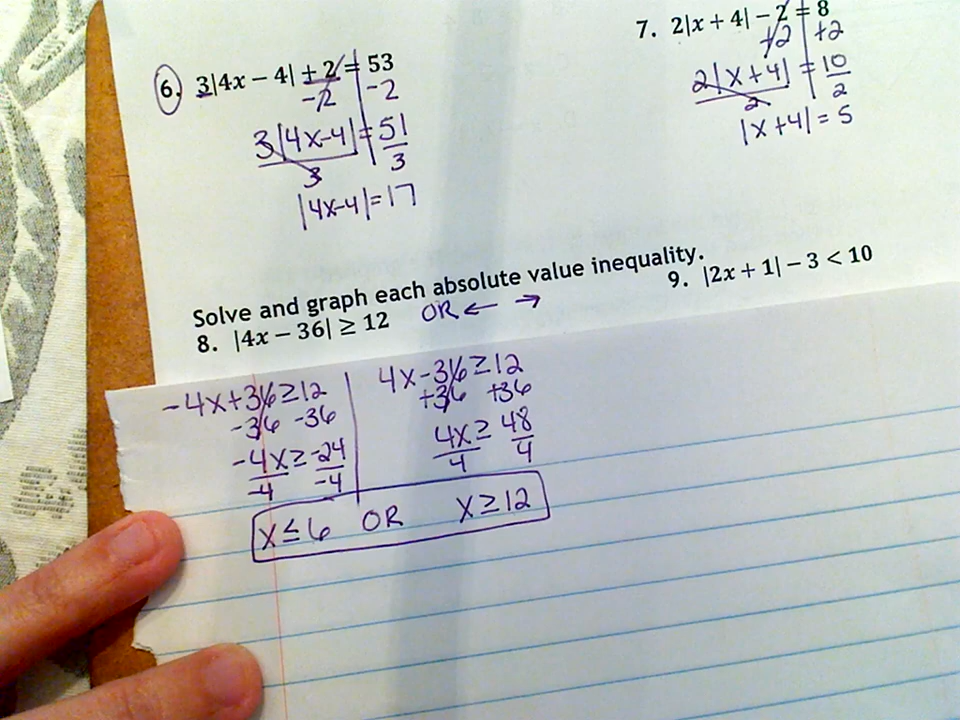 6. 3|4x − 4| + 2 = 53
-2 -2
3|4x-4| = 51
3 3
|4x-4| = 17
7. 2|x + 4| − 2 = 8
+2 +2
2|x+4| = 10
2 2
|x+4| = 5
Solve and graph each absolute value inequality.
8. |4x − 36| ≥ 12 OR ← →
9. |2x + 1| − 3 < 10
-4x+36≥12
-36 -36
-4x≥-24
-4 -4
4x-36≥12
+36 +36
4x≥48
4 4
x≤6 OR x≥12